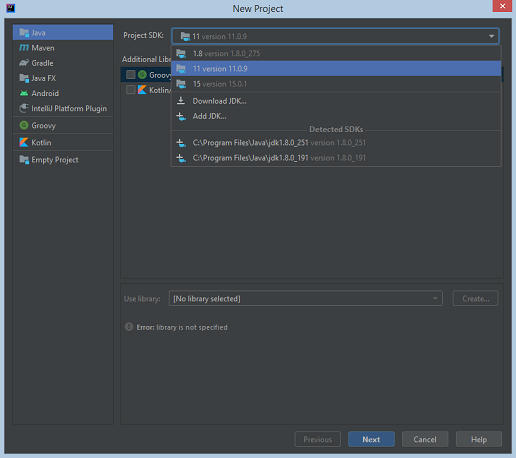 New Project
Java
Maven
Gradle
Java FX
Android
IntelliJ Platform Plugin
Groovy
Kotlin
Empty Project
Project SDK: 11 version 11.0.9
1.8 version 1.8.0_275
11 version 11.0.9
15 version 15.0.1
Download JDK...
Add JDK...
Detected SDKs
C:\Program Files\Java\jdk1.8.0_251 version 1.8.0_251
C:\Program Files\Java\jdk1.8.0_191 version 1.8.0_191
Additional Libr
Groovy
Kotlin/
Use library: [No library selected] Create...
Error: library is not specified
Previous Next Cancel Help